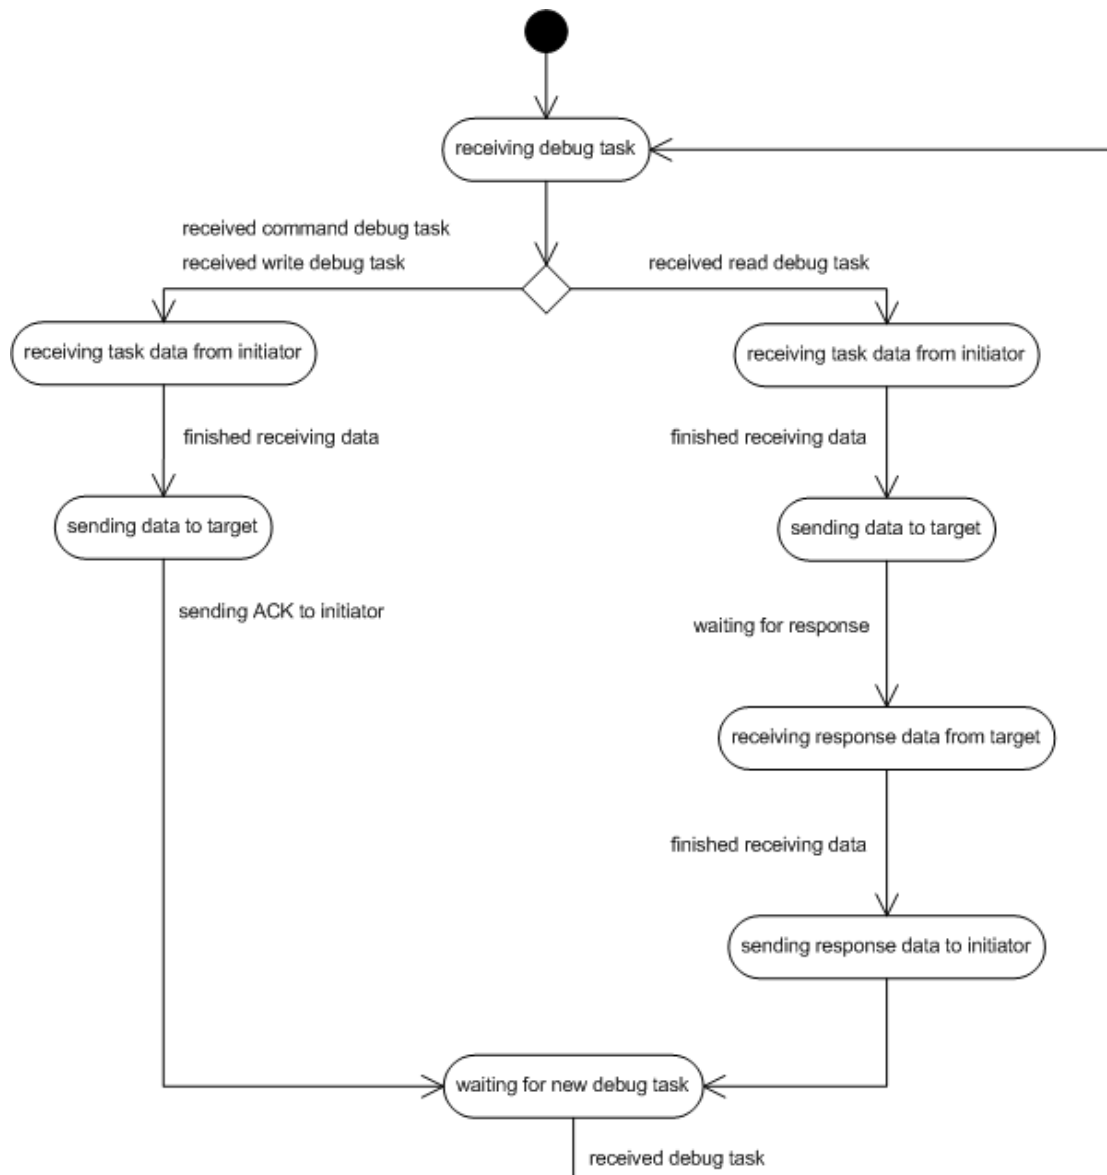 receiving debug task
received command debug task
received write debug task
received read debug task
receiving task data from initiator
receiving task data from initiator
finished receiving data
finished receiving data
sending data to target
sending data to target
sending ACK to initiator
waiting for response
receiving response data from target
finished receiving data
sending response data to initiator
waiting for new debug task
received debug task